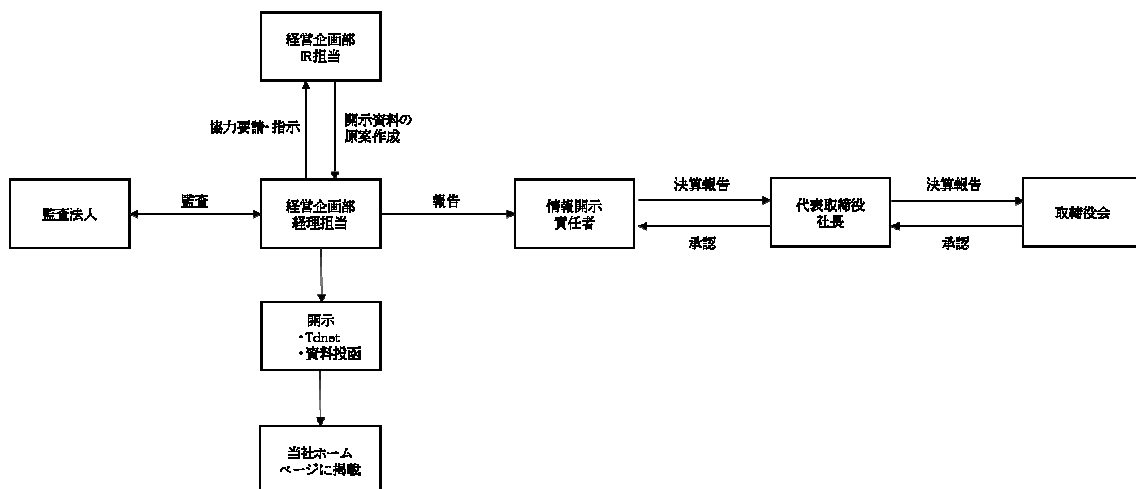 経営企画部
IR担当
協力要請・指示
開示資料の
原案作成
監査法人
監査
経営企画部
経理担当
報告
情報開示
責任者
決算報告
承認
代表取締役
社長
決算報告
承認
取締役会
開示
・Tdnet
・資料投函
当社ホーム
ページに掲載